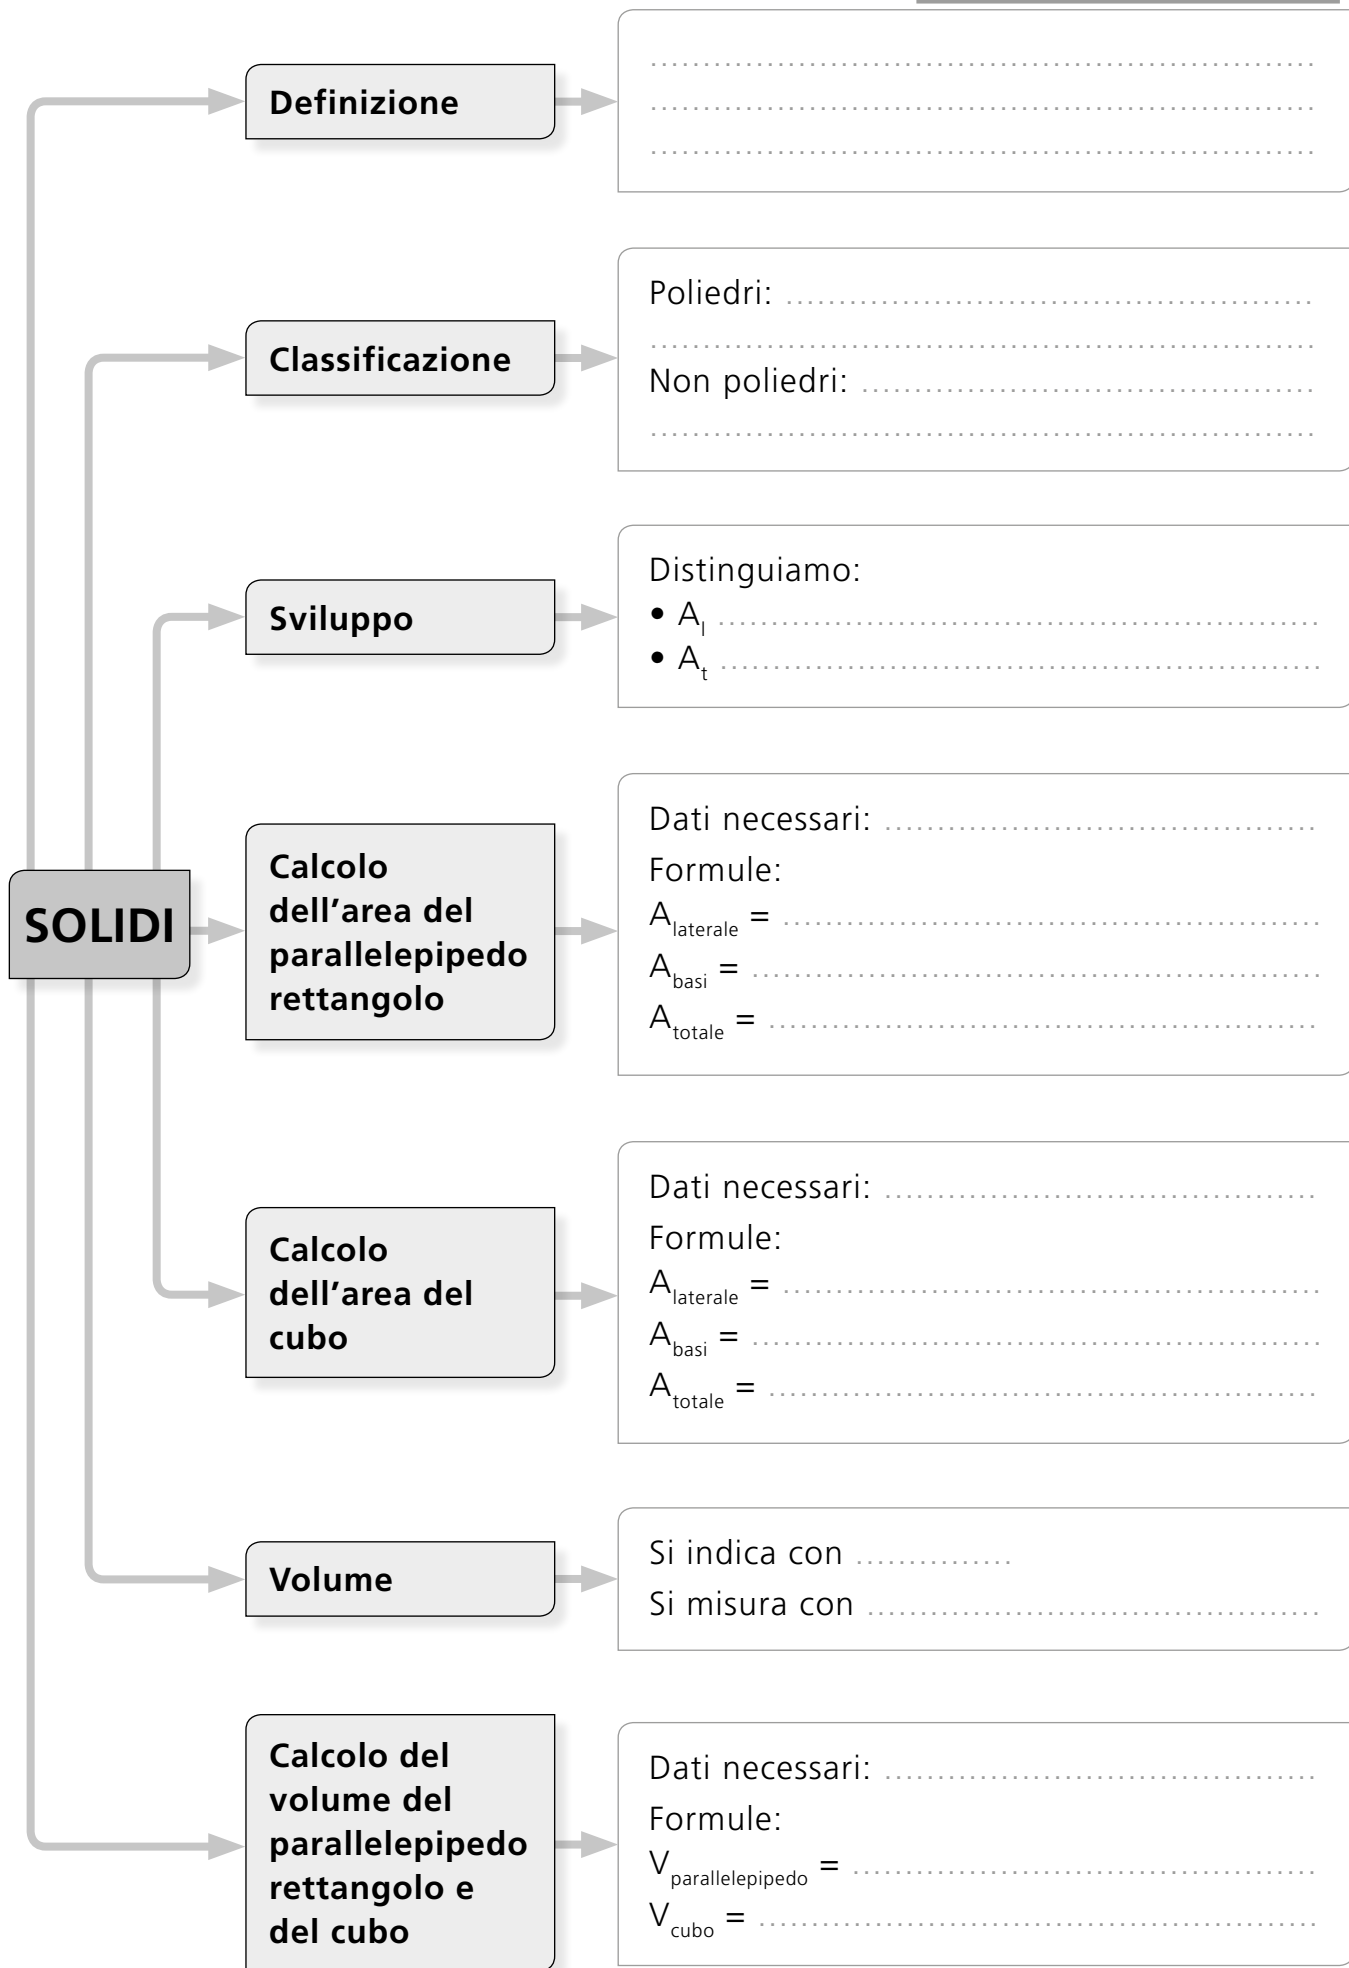 Definizione
Classificazione
Poliedri: ..................................................
...............................................................
Non poliedri: ...........................................
...............................................................
Sviluppo
Distinguiamo:
• Al .........................................................
• At .........................................................
SOLIDI
Calcolo
dell'area del
parallelepipedo
rettangolo
Dati necessari: .........................................
Formule:
Alaterale = ...................................................
Abasi = ......................................................
Atotale = ....................................................
Calcolo
dell'area del
cubo
Dati necessari: .........................................
Formule:
Alaterale = ...................................................
Abasi = ......................................................
Atotale = ....................................................
Volume
Si indica con ...............
Si misura con ...........................................
Calcolo del
volume del
parallelepipedo
rettangolo e
del cubo
Dati necessari: .........................................
Formule:
Vparallelepipedo = ............................................
Vcubo = .....................................................